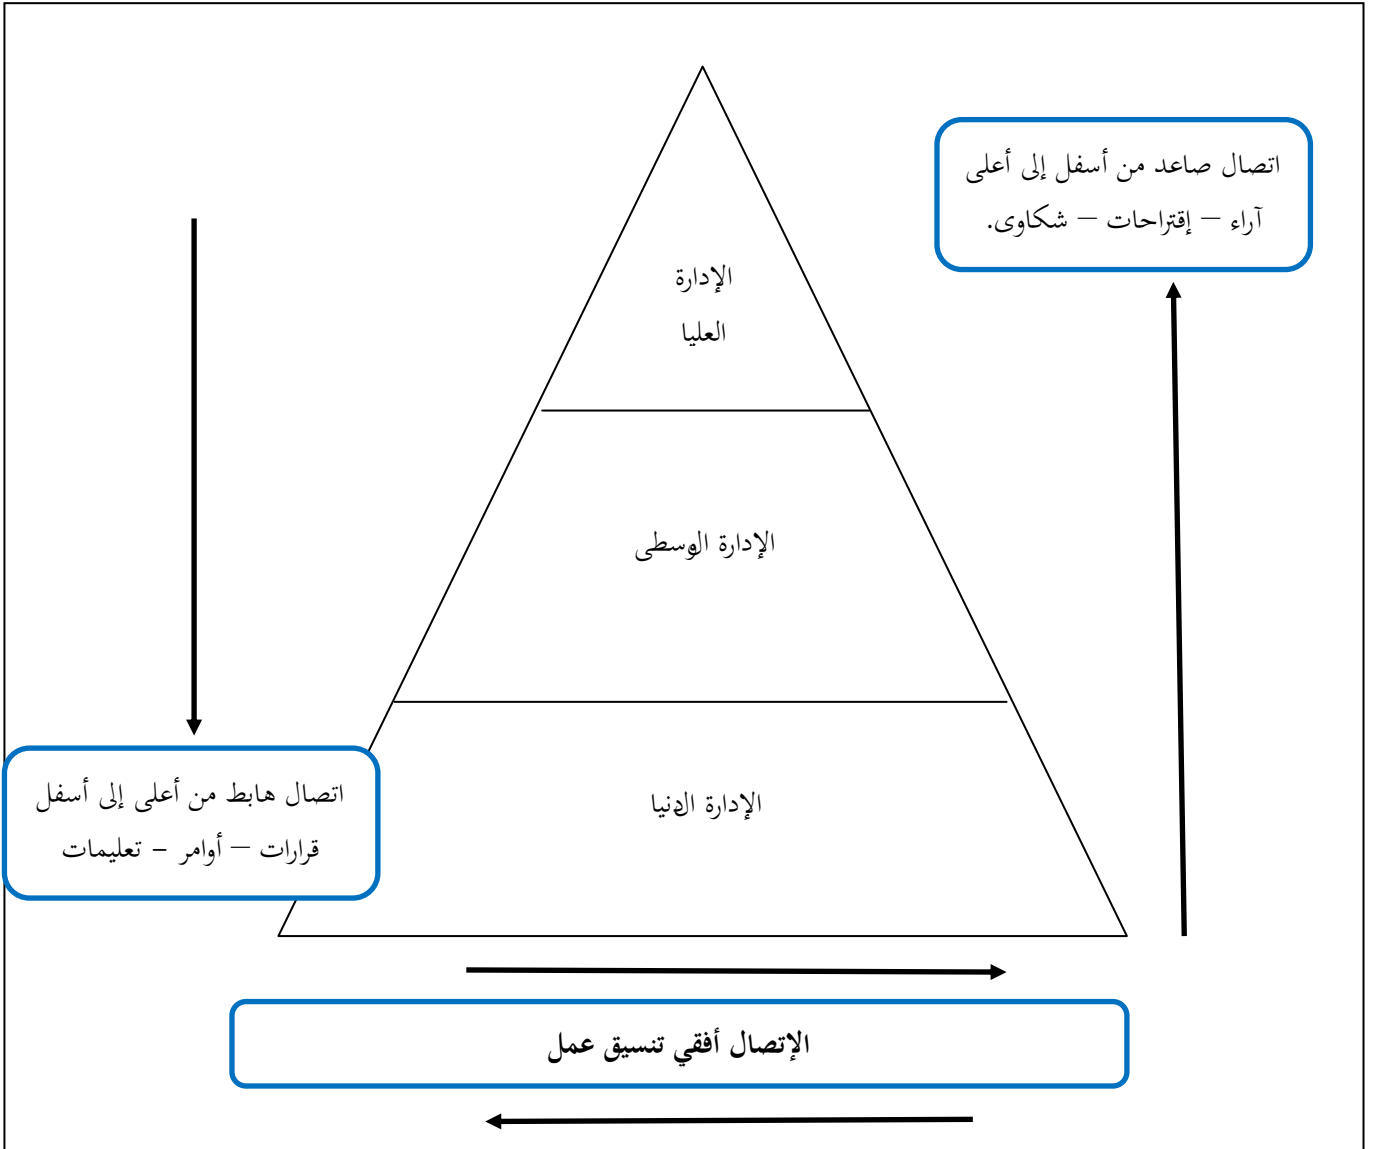 اتصال صاعد من أسفل إلى أعلى
آراء – إقتراحات – شكاوى.
الإدارة
العليا
الإدارة الوسطى
الإدارة الدنيا
اتصال هابط من أعلى إلى أسفل
قرارات – أوامر – تعليمات
الإتصال أفقي تنسيق عمل